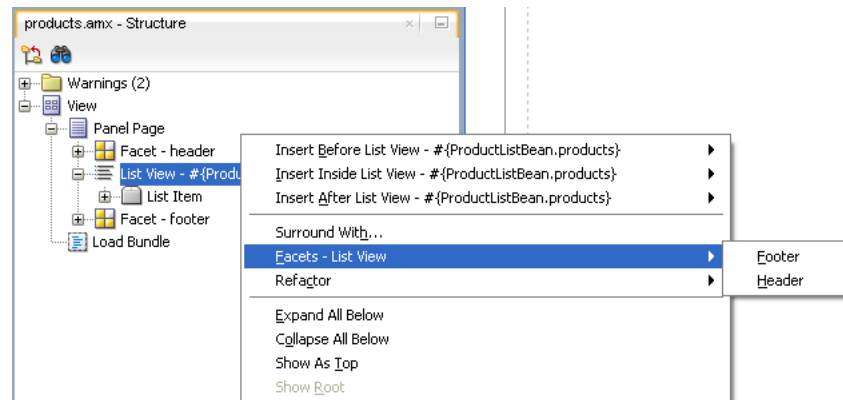 products.amx - Structure
Warnings (2)
View
Panel Page
Facet - header
List View - #{Produ
List Item
Facet - footer
Load Bundle
Insert Before List View - #{ProductListBean.products}
Insert Inside List View - #{ProductListBean.products}
Insert After List View - #{ProductListBean.products}
Surround With...
Facets - List View
Refactor
Expand All Below
Collapse All Below
Show As Top
Show Root
Footer
Header